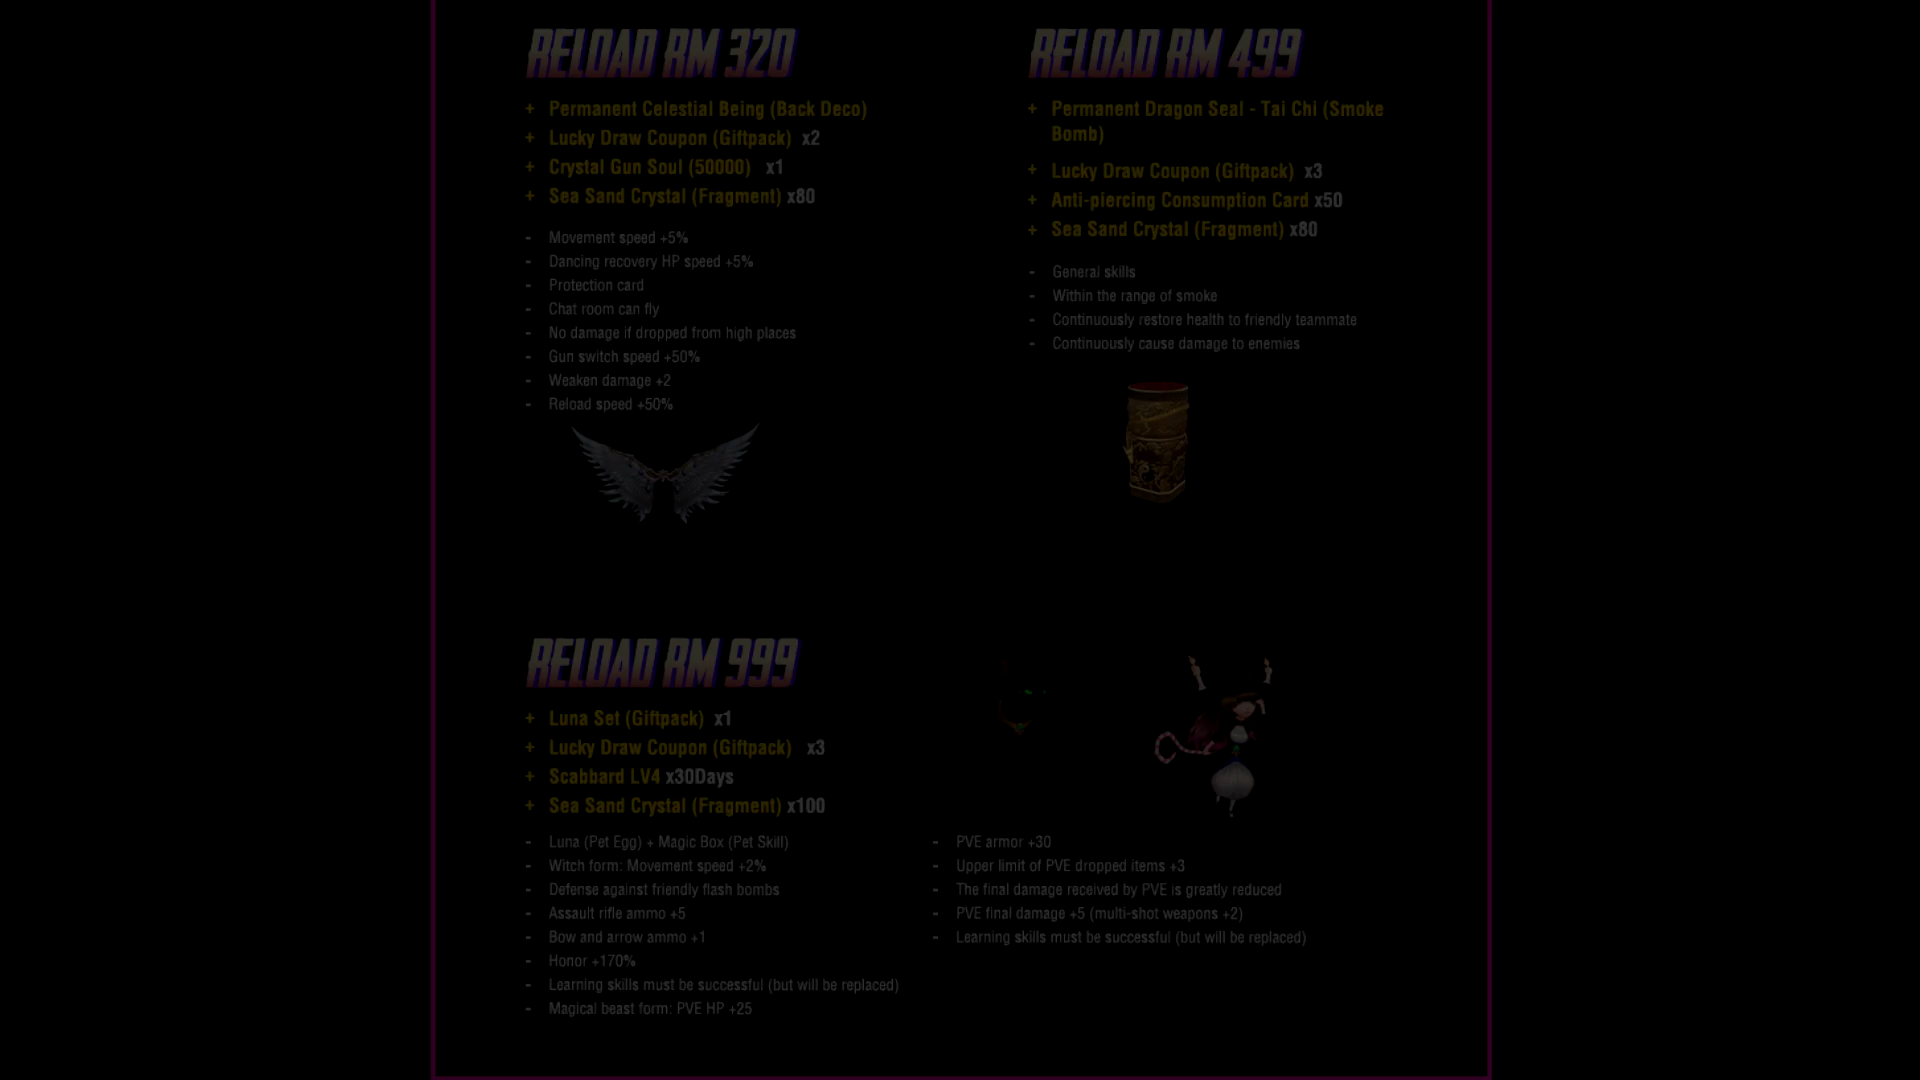 RELOAD RM 320
+ Permanent Celestial Being (Back Deco)
+ Lucky Draw Coupon (Giftpack) x2
+ Crystal Gun Soul (50000) x1
+ Sea Sand Crystal (Fragment) x80
- Movement speed +5%
- Dancing recovery HP speed +5%
- Protection card
- Chat room can fly
- No damage if dropped from high places
- Gun switch speed +50%
- Weaken damage +2
- Reload speed +50%
RELOAD RM 499
+ Permanent Dragon Seal - Tai Chi (Smoke
Bomb)
+ Lucky Draw Coupon (Giftpack) x3
+ Anti-piercing Consumption Card x50
+ Sea Sand Crystal (Fragment) x80
- General skills
- Within the range of smoke
- Continuously restore health to friendly teammate
- Continuously cause damage to enemies
RELOAD RM 999
+ Luna Set (Giftpack) x1
+ Lucky Draw Coupon (Giftpack) x3
+ Scabbard LV4 x30Days
+ Sea Sand Crystal (Fragment) x100
- Luna (Pet Egg) + Magic Box (Pet Skill)
- Witch form: Movement speed +2%
- Defense against friendly flash bombs
- Assault rifle ammo +5
- Bow and arrow ammo +1
- Honor +170%
- Learning skills must be successful (but will be replaced)
- Magical beast form: PVE HP +25
- PVE armor +30
- Upper limit of PVE dropped items +3
- The final damage received by PVE is greatly reduced
- PVE final damage +5 (multi-shot weapons +2)
- Learning skills must be successful (but will be replaced)